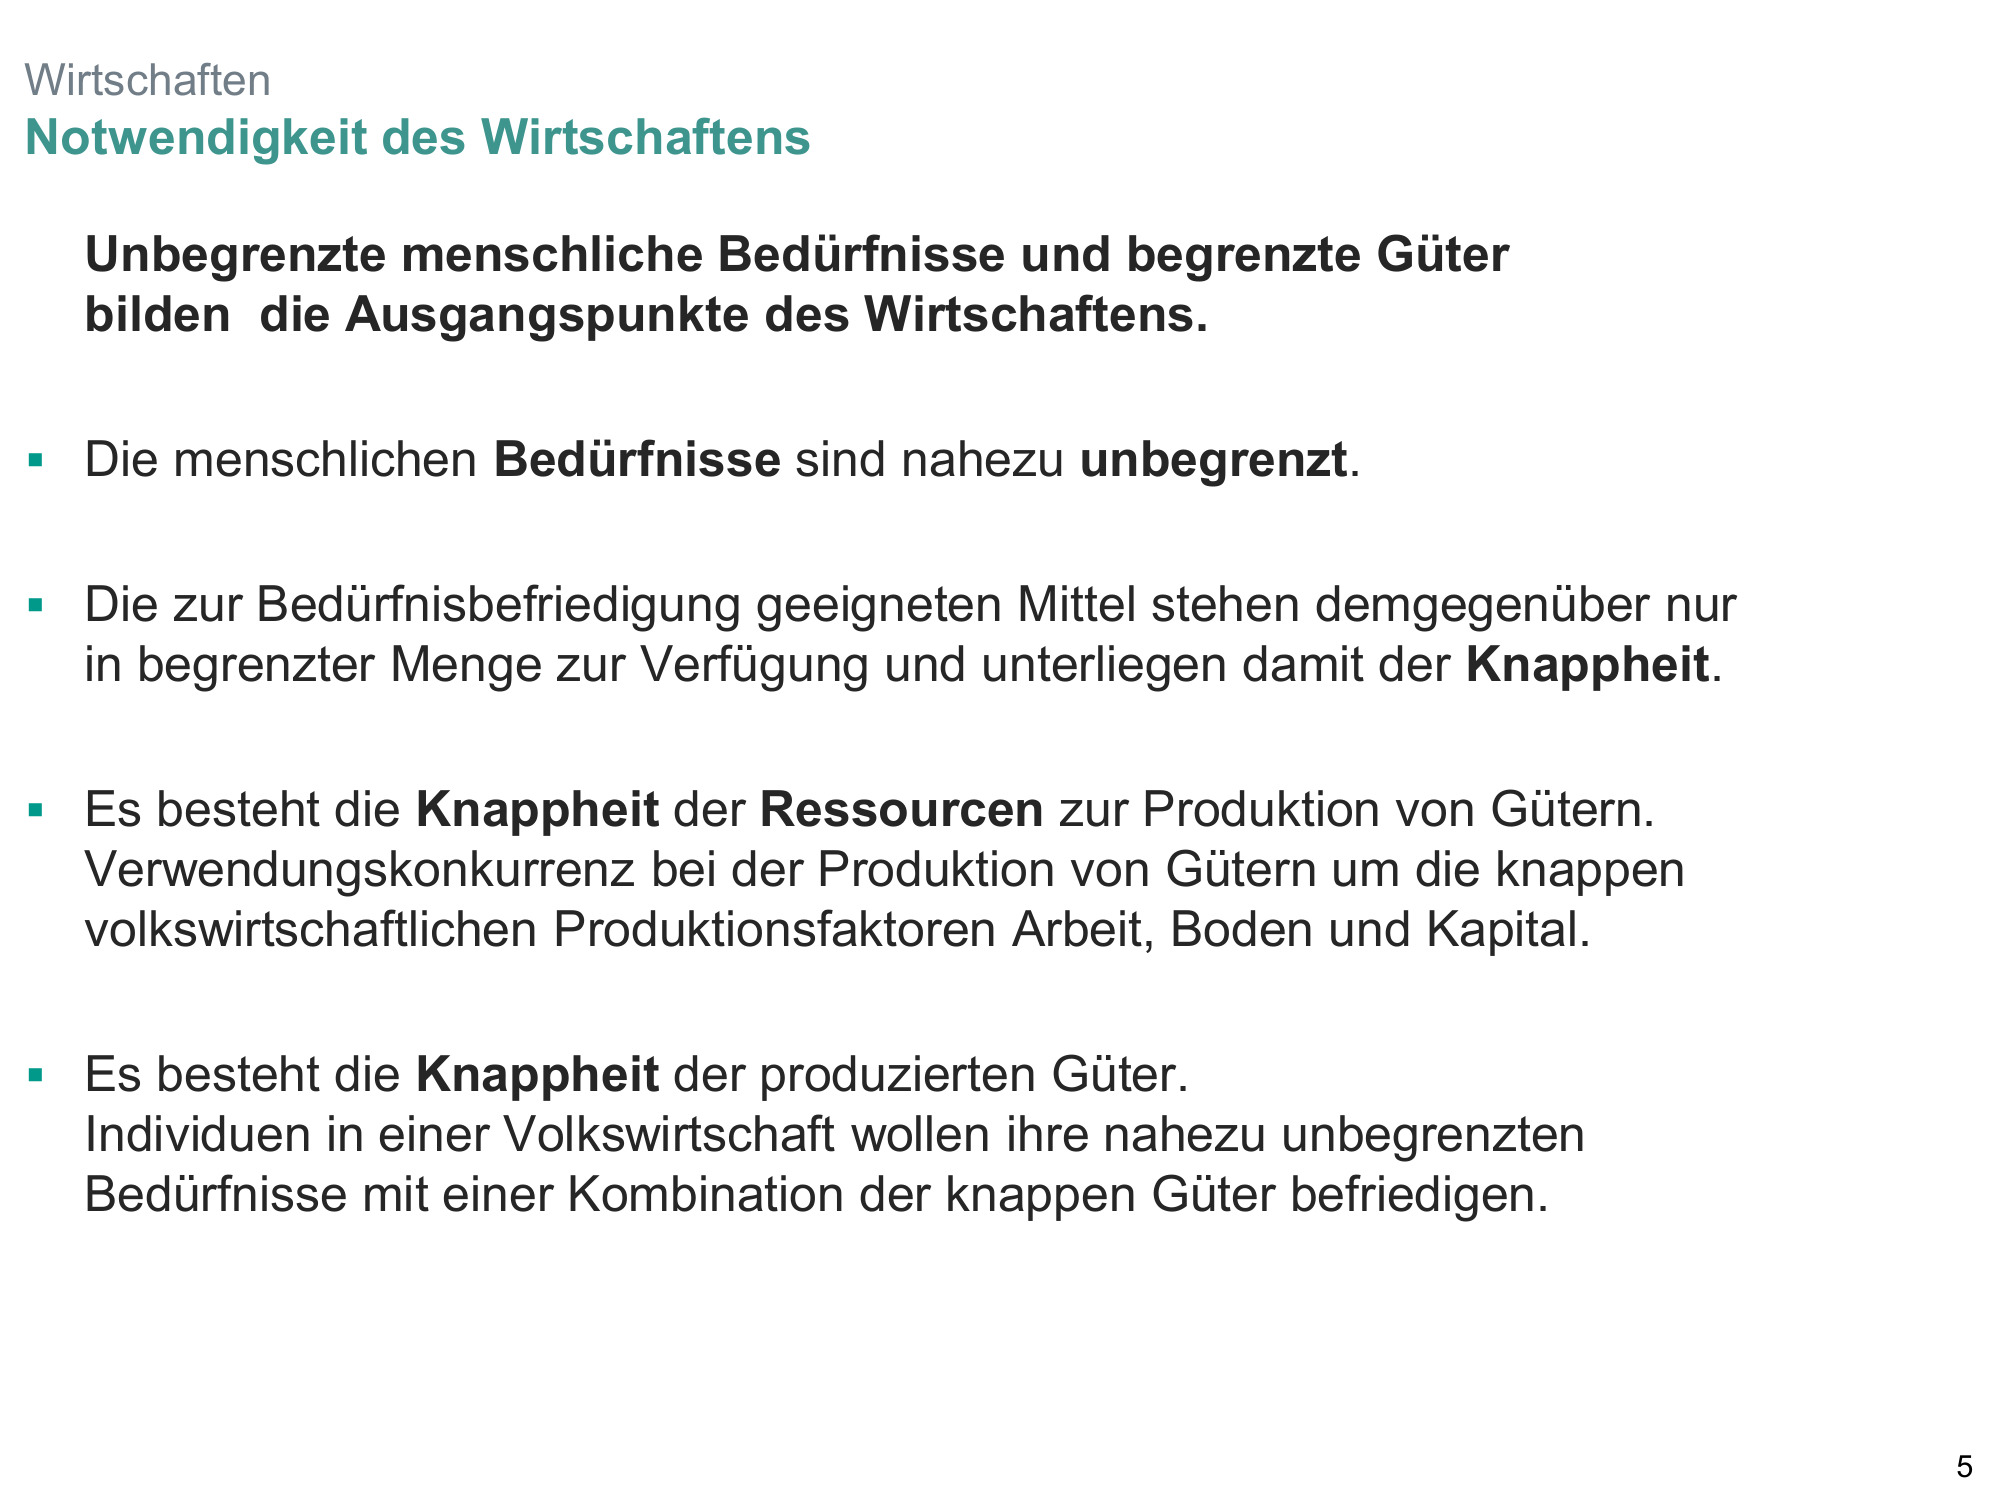 Wirtschaften
Notwendigkeit des Wirtschaftens
Unbegrenzte menschliche Bedürfnisse und begrenzte Güter
bilden  die Ausgangspunkte des Wirtschaftens.
▪ Die menschlichen Bedürfnisse sind nahezu unbegrenzt.
▪ Die zur Bedürfnisbefriedigung geeigneten Mittel stehen demgegenüber nur
in begrenzter Menge zur Verfügung und unterliegen damit der Knappheit.
▪ Es besteht die Knappheit der Ressourcen zur Produktion von Gütern.
Verwendungskonkurrenz bei der Produktion von Gütern um die knappen
volkswirtschaftlichen Produktionsfaktoren Arbeit, Boden und Kapital.
▪ Es besteht die Knappheit der produzierten Güter.
Individuen in einer Volkswirtschaft wollen ihre nahezu unbegrenzten
Bedürfnisse mit einer Kombination der knappen Güter befriedigen.
5